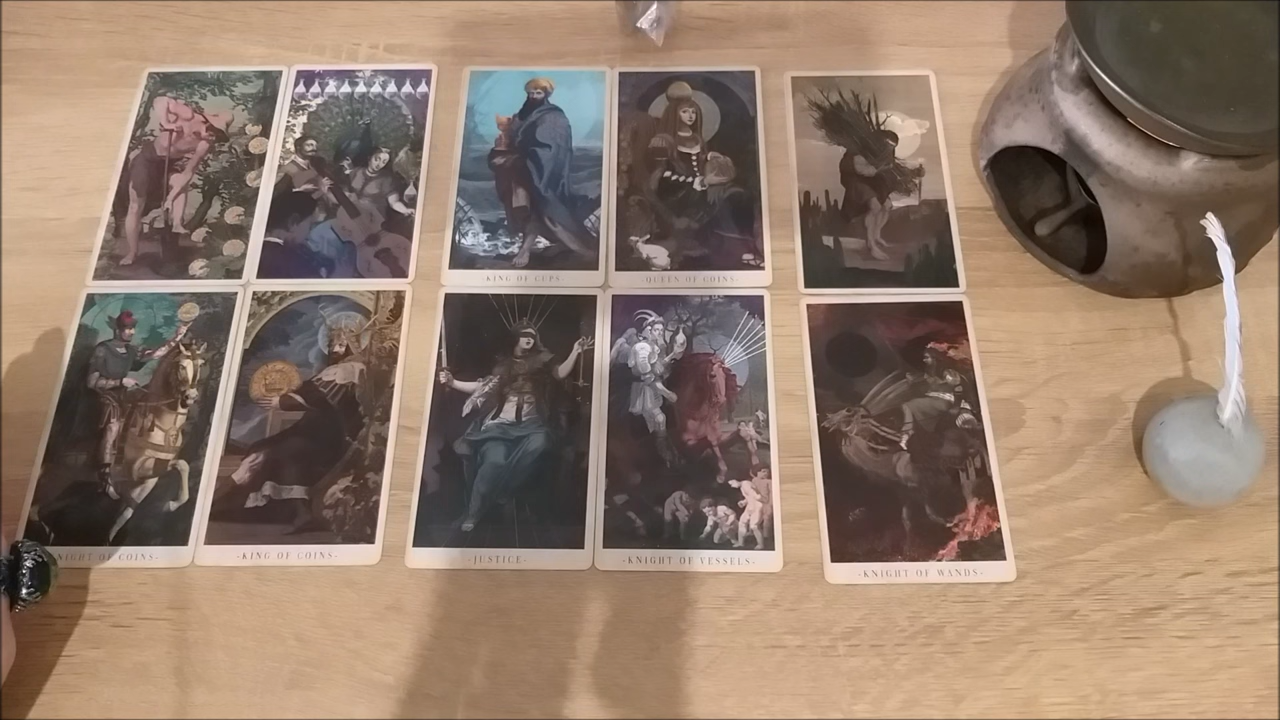 -KING OF CUPS-
-QUEEN OF COINS-
KNIGHT OF COINS-
-KING OF COINS-
-JUSTICE-
-KNIGHT OF VESSELS-
-KNIGHT OF WANDS-